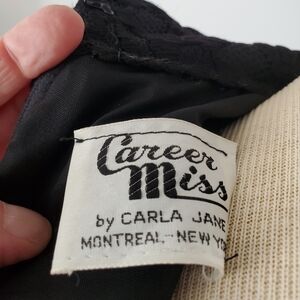 Career
Miss
by CARLA JANE
MONTREAL-NEW YORK